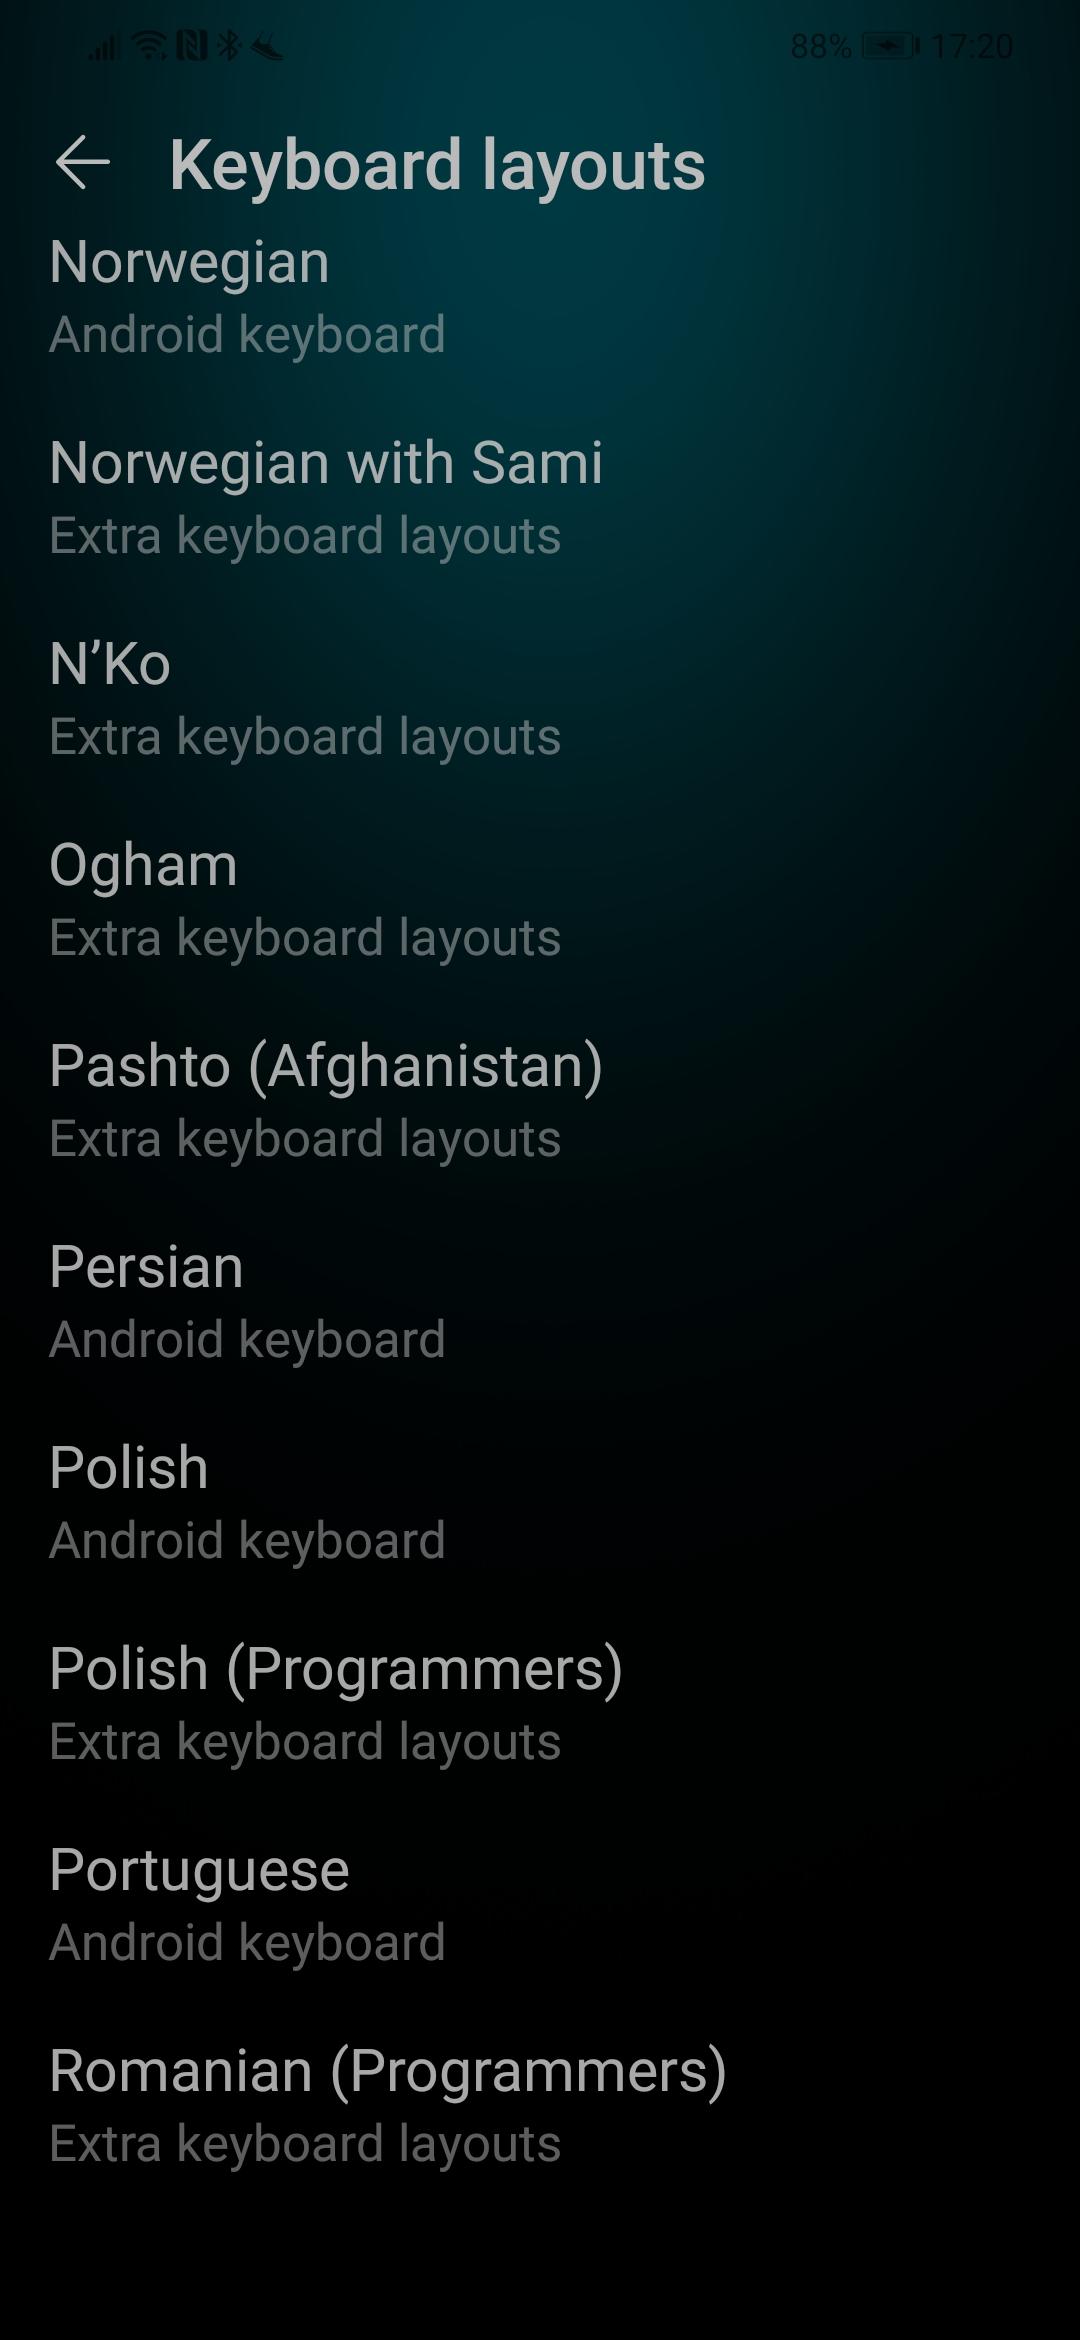 88% 17:20
Keyboard layouts
Norwegian
Android keyboard
Norwegian with Sami
Extra keyboard layouts
N’Ko
Extra keyboard layouts
Ogham
Extra keyboard layouts
Pashto (Afghanistan)
Extra keyboard layouts
Persian
Android keyboard
Polish
Android keyboard
Polish (Programmers)
Extra keyboard layouts
Portuguese
Android keyboard
Romanian (Programmers)
Extra keyboard layouts